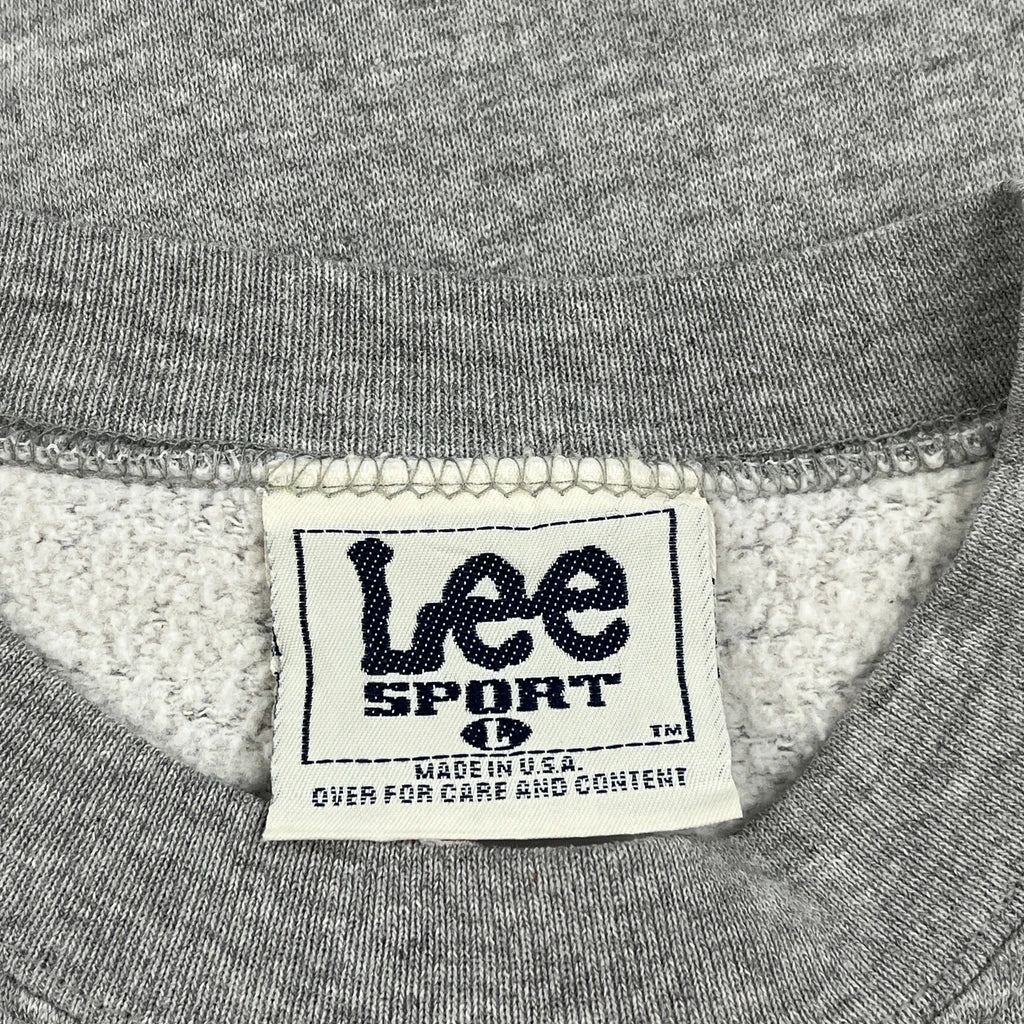 Lee
SPORT
L
TM
MADE IN U.S.A.
OVER FOR CARE AND CONTENT